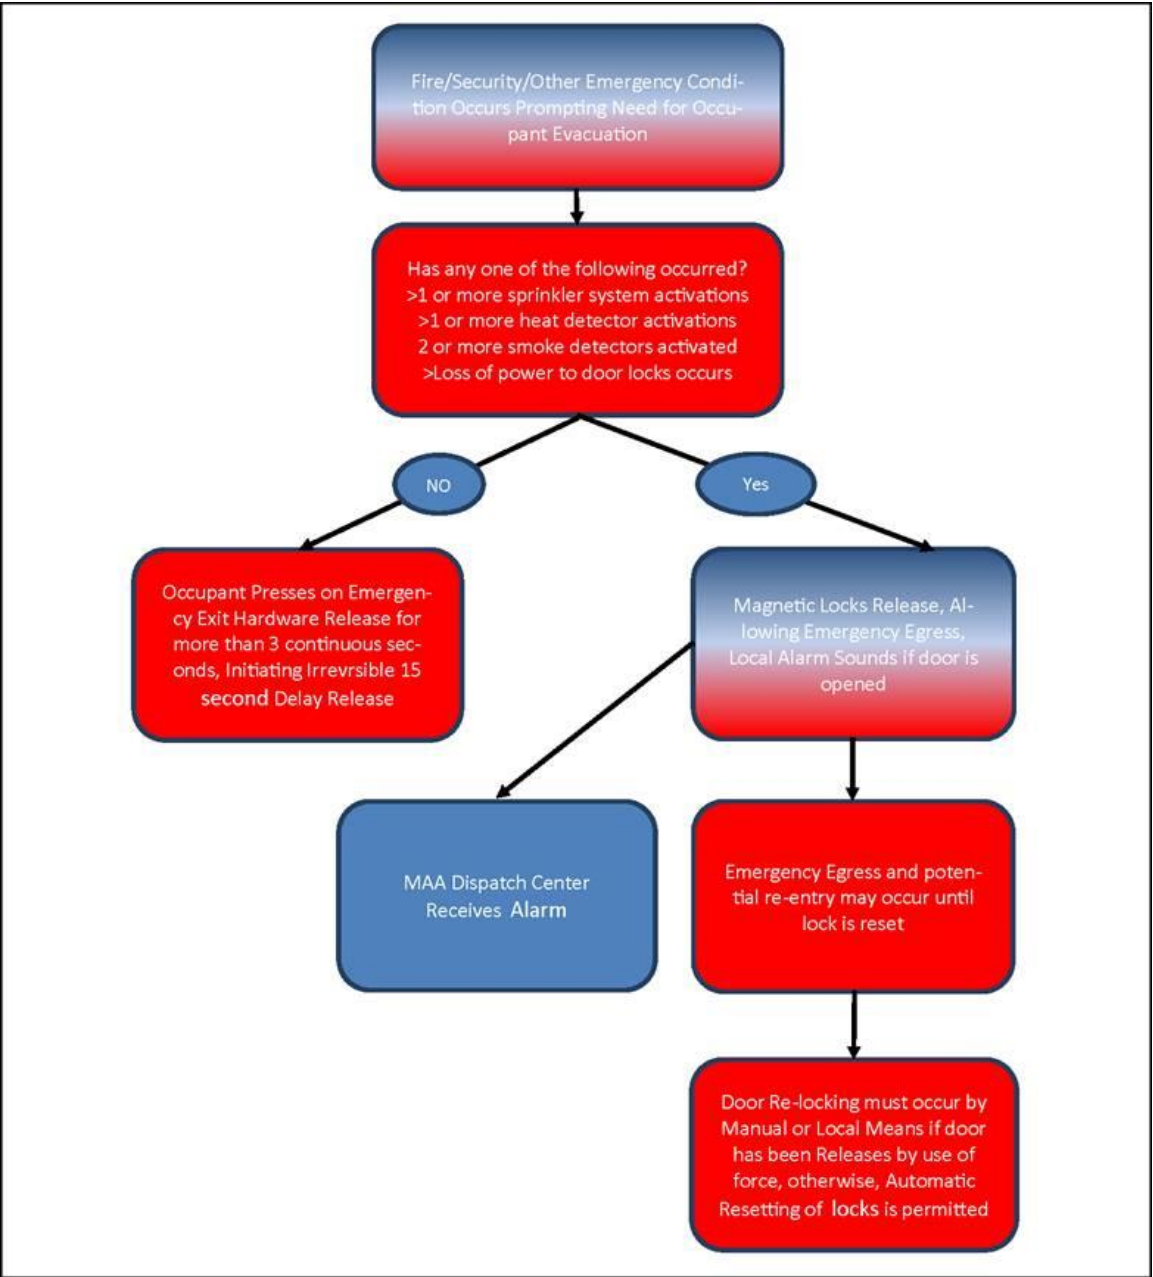 Fire/Security/Other Emergency Condi-
tion Occurs Prompting Need for Occu-
pant Evacuation
Has any one of the following occurred?
>1 or more sprinkler system activations
>1 or more heat detector activations
2 or more smoke detectors activated
>Loss of power to door locks occurs
NO
Yes
Occupant Presses on Emergen-
cy Exit Hardware Release for
more than 3 continuous sec-
onds, Initiating Irrevrsible 15
second Delay Release
Magnetic Locks Release, Al-
lowing Emergency Egress,
Local Alarm Sounds if door is
opened
MAA Dispatch Center
Receives Alarm
Emergency Egress and poten-
tial re-entry may occur until
lock is reset
Door Re-locking must occur by
Manual or Local Means if door
has been Releases by use of
force, otherwise, Automatic
Resetting of locks is permitted